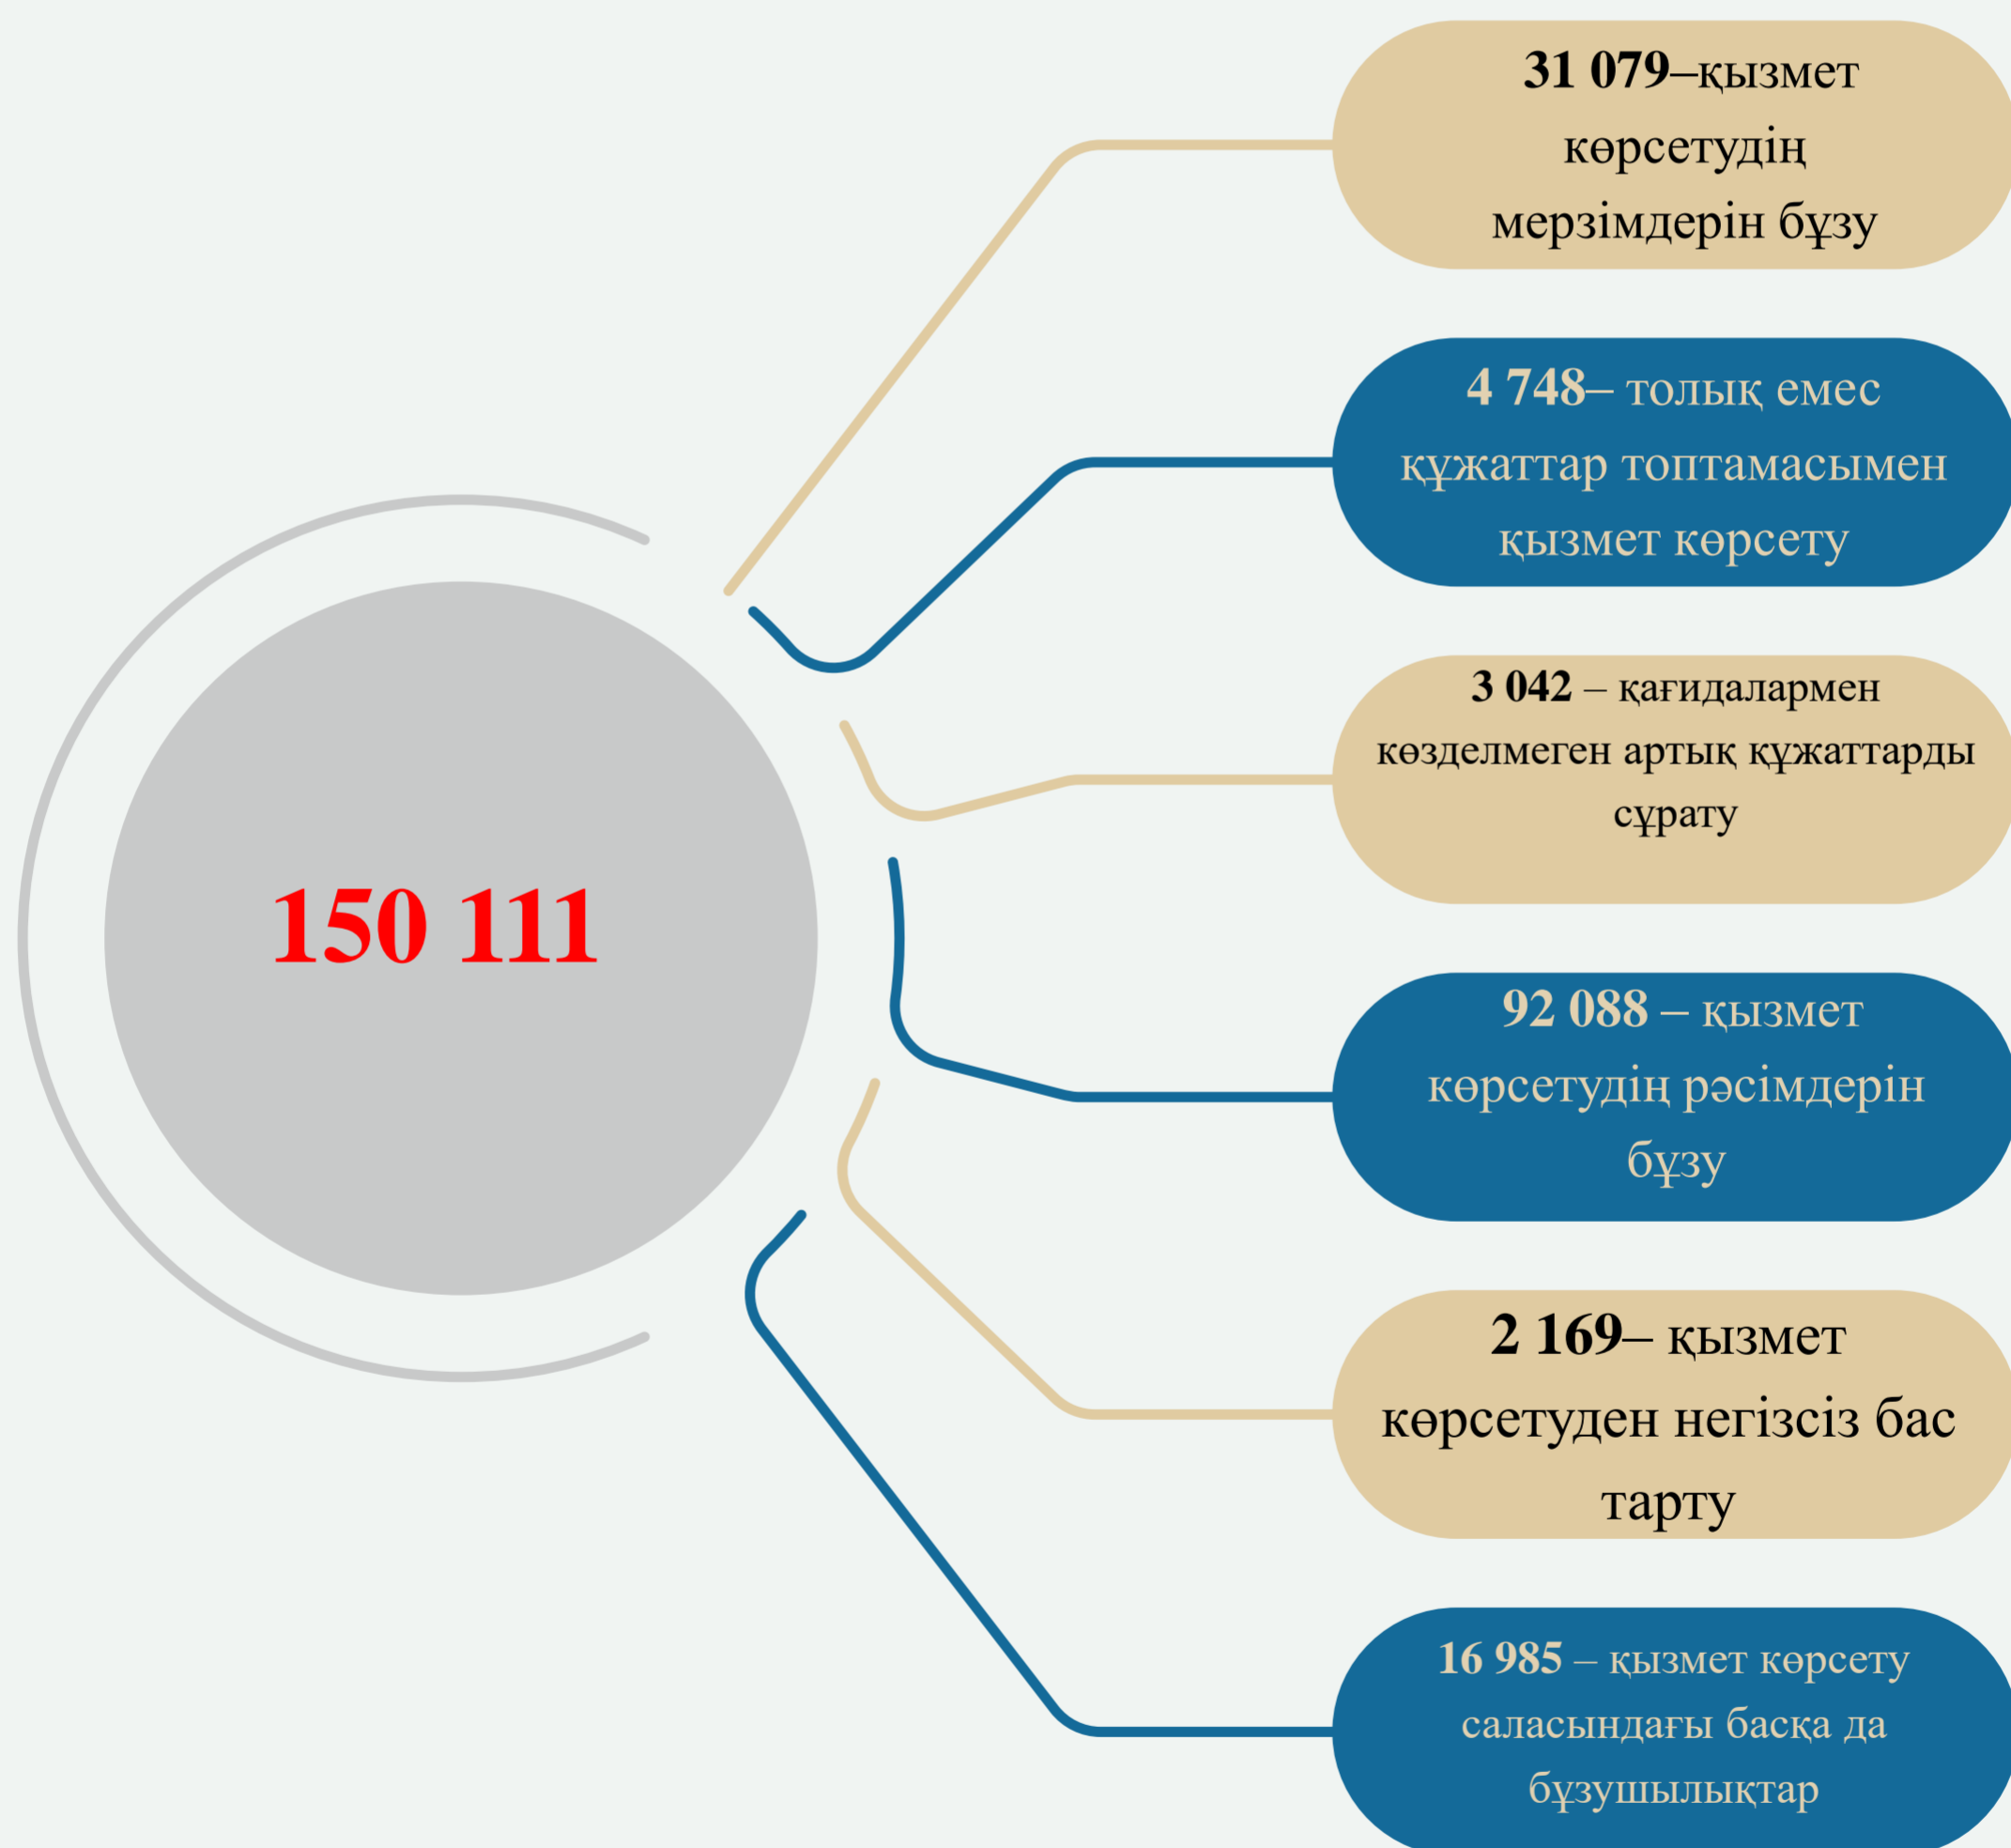 150 111
31 079–қызмет
көрсетудің
мерзімдерін бұзу
4 748– толық емес
құжаттар топтамасымен
қызмет көрсету
3 042 – қағидалармен
көзделмеген артық құжаттарды
сұрату
92 088 – қызмет
көрсетудің рәсімдерін
бұзу
2 169– қызмет
көрсетуден негізсіз бас
тарту
16 985 – қызмет көрсету
саласындағы басқа да
бұзушылықтар